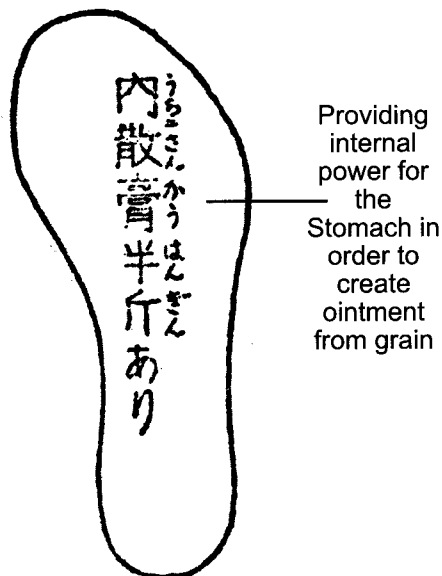 内散膏半斤あり
うちニさんかうはんぎん
Providing
internal
power for
the
Stomach in
order to
create
ointment
from grain